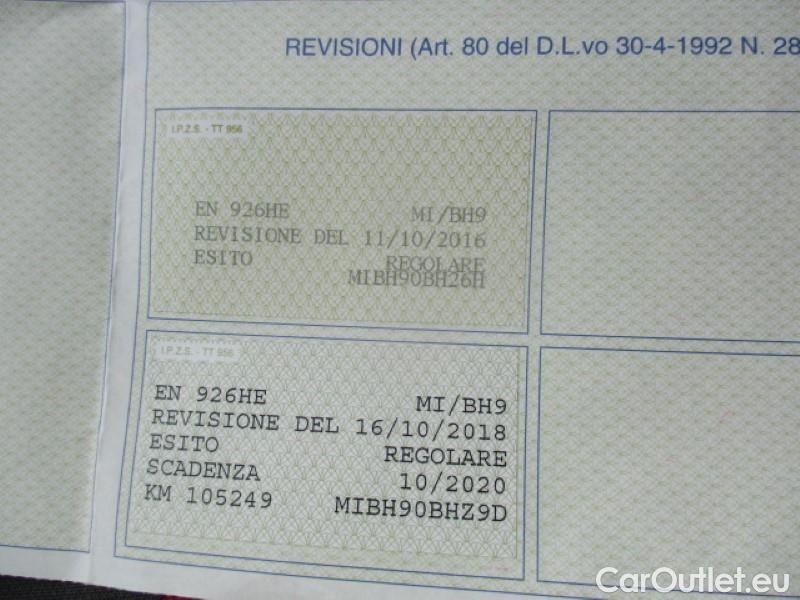 REVISIONI (Art. 80 del D.L.vo 30-4-1992 N. 28
I.P.Z.S. - TT 956
EN 926HE MI/BH9
REVISIONE DEL 11/10/2016
ESITO REGOLARE
MIBH90BH26H
I.P.Z.S. - TT 956
EN 926HE MI/BH9
REVISIONE DEL 16/10/2018
ESITO REGOLARE
SCADENZA 10/2020
KM 105249 MIBH90BHZ9D
CarOutlet.eu